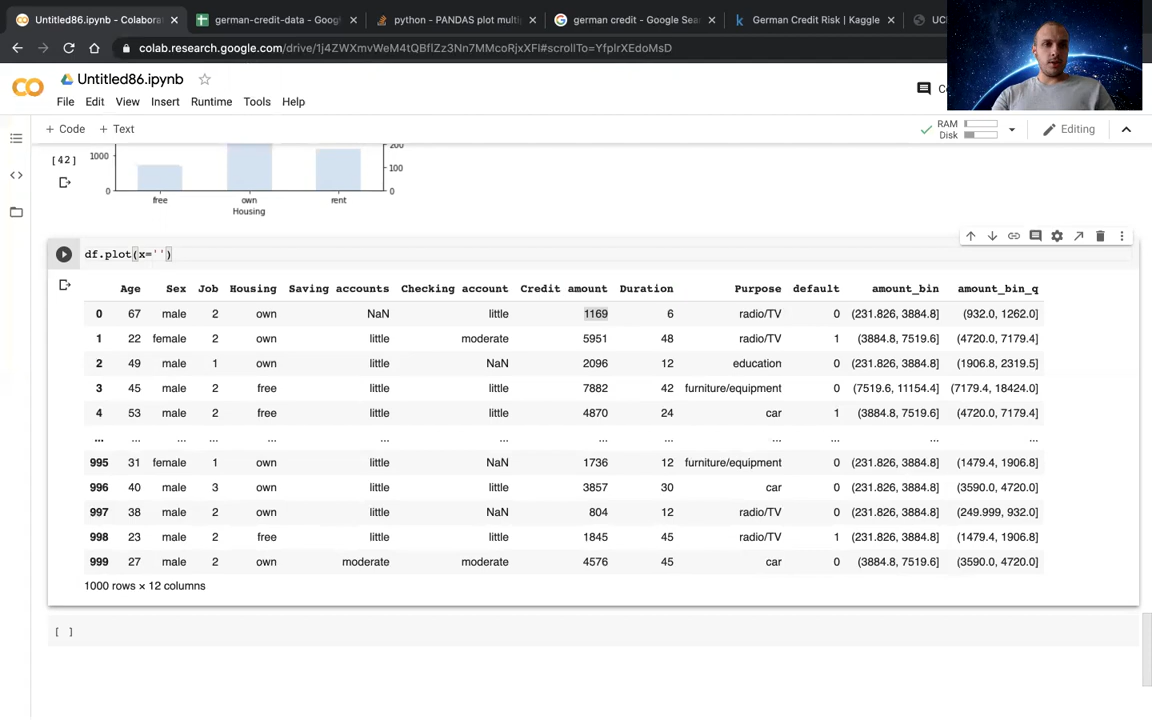 Untitled86.ipynb - Colabora
german-credit-data - Goog
python - PANDAS plot multi
german credit - Google Sea
German Credit Risk | Kaggle
UCI
colab.research.google.com/drive/1j4ZWXmvWeM4tQBflZz3Nn7MMcoRjxXFl#scrollTo=YfplrXEdoMsD
Untitled86.ipynb
File Edit View Insert Runtime Tools Help
+ Code + Text
RAM
Disk
Editing
[42]
1000
0
200
100
0
free own rent
Housing
df.plot(x='')
Age Sex Job Housing Saving accounts Checking account Credit amount Duration Purpose default amount_bin amount_bin_q
0 67 male 2 own NaN little 1169 6 radio/TV 0 (231.826, 3884.8] (932.0, 1262.0]
1 22 female 2 own little moderate 5951 48 radio/TV 1 (3884.8, 7519.6] (4720.0, 7179.4]
2 49 male 1 own little NaN 2096 12 education 0 (231.826, 3884.8] (1906.8, 2319.5]
3 45 male 2 free little little 7882 42 furniture/equipment 0 (7519.6, 11154.4] (7179.4, 18424.0]
4 53 male 2 free little little 4870 24 car 1 (3884.8, 7519.6] (4720.0, 7179.4]
... ... ... ... ... ... ... ... ... ... ... ... ...
995 31 female 1 own little NaN 1736 12 furniture/equipment 0 (231.826, 3884.8] (1479.4, 1906.8]
996 40 male 3 own little little 3857 30 car 0 (231.826, 3884.8] (3590.0, 4720.0]
997 38 male 2 own little NaN 804 12 radio/TV 0 (231.826, 3884.8] (249.999, 932.0]
998 23 male 2 free little little 1845 45 radio/TV 1 (231.826, 3884.8] (1479.4, 1906.8]
999 27 male 2 own moderate moderate 4576 45 car 0 (3884.8, 7519.6] (3590.0, 4720.0]
1000 rows × 12 columns
[ ]